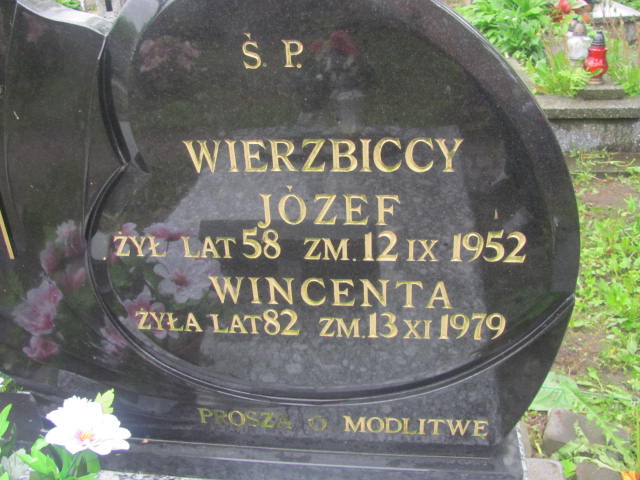 Ś. P.
WIERZBICCY
JÓZEF
ŻYŁ LAT 58 ZM. 12 IX 1952
WINCENTA
ŻYŁA LAT 82 ZM. 13 XI 1979
PROSZĄ O MODLITWĘ